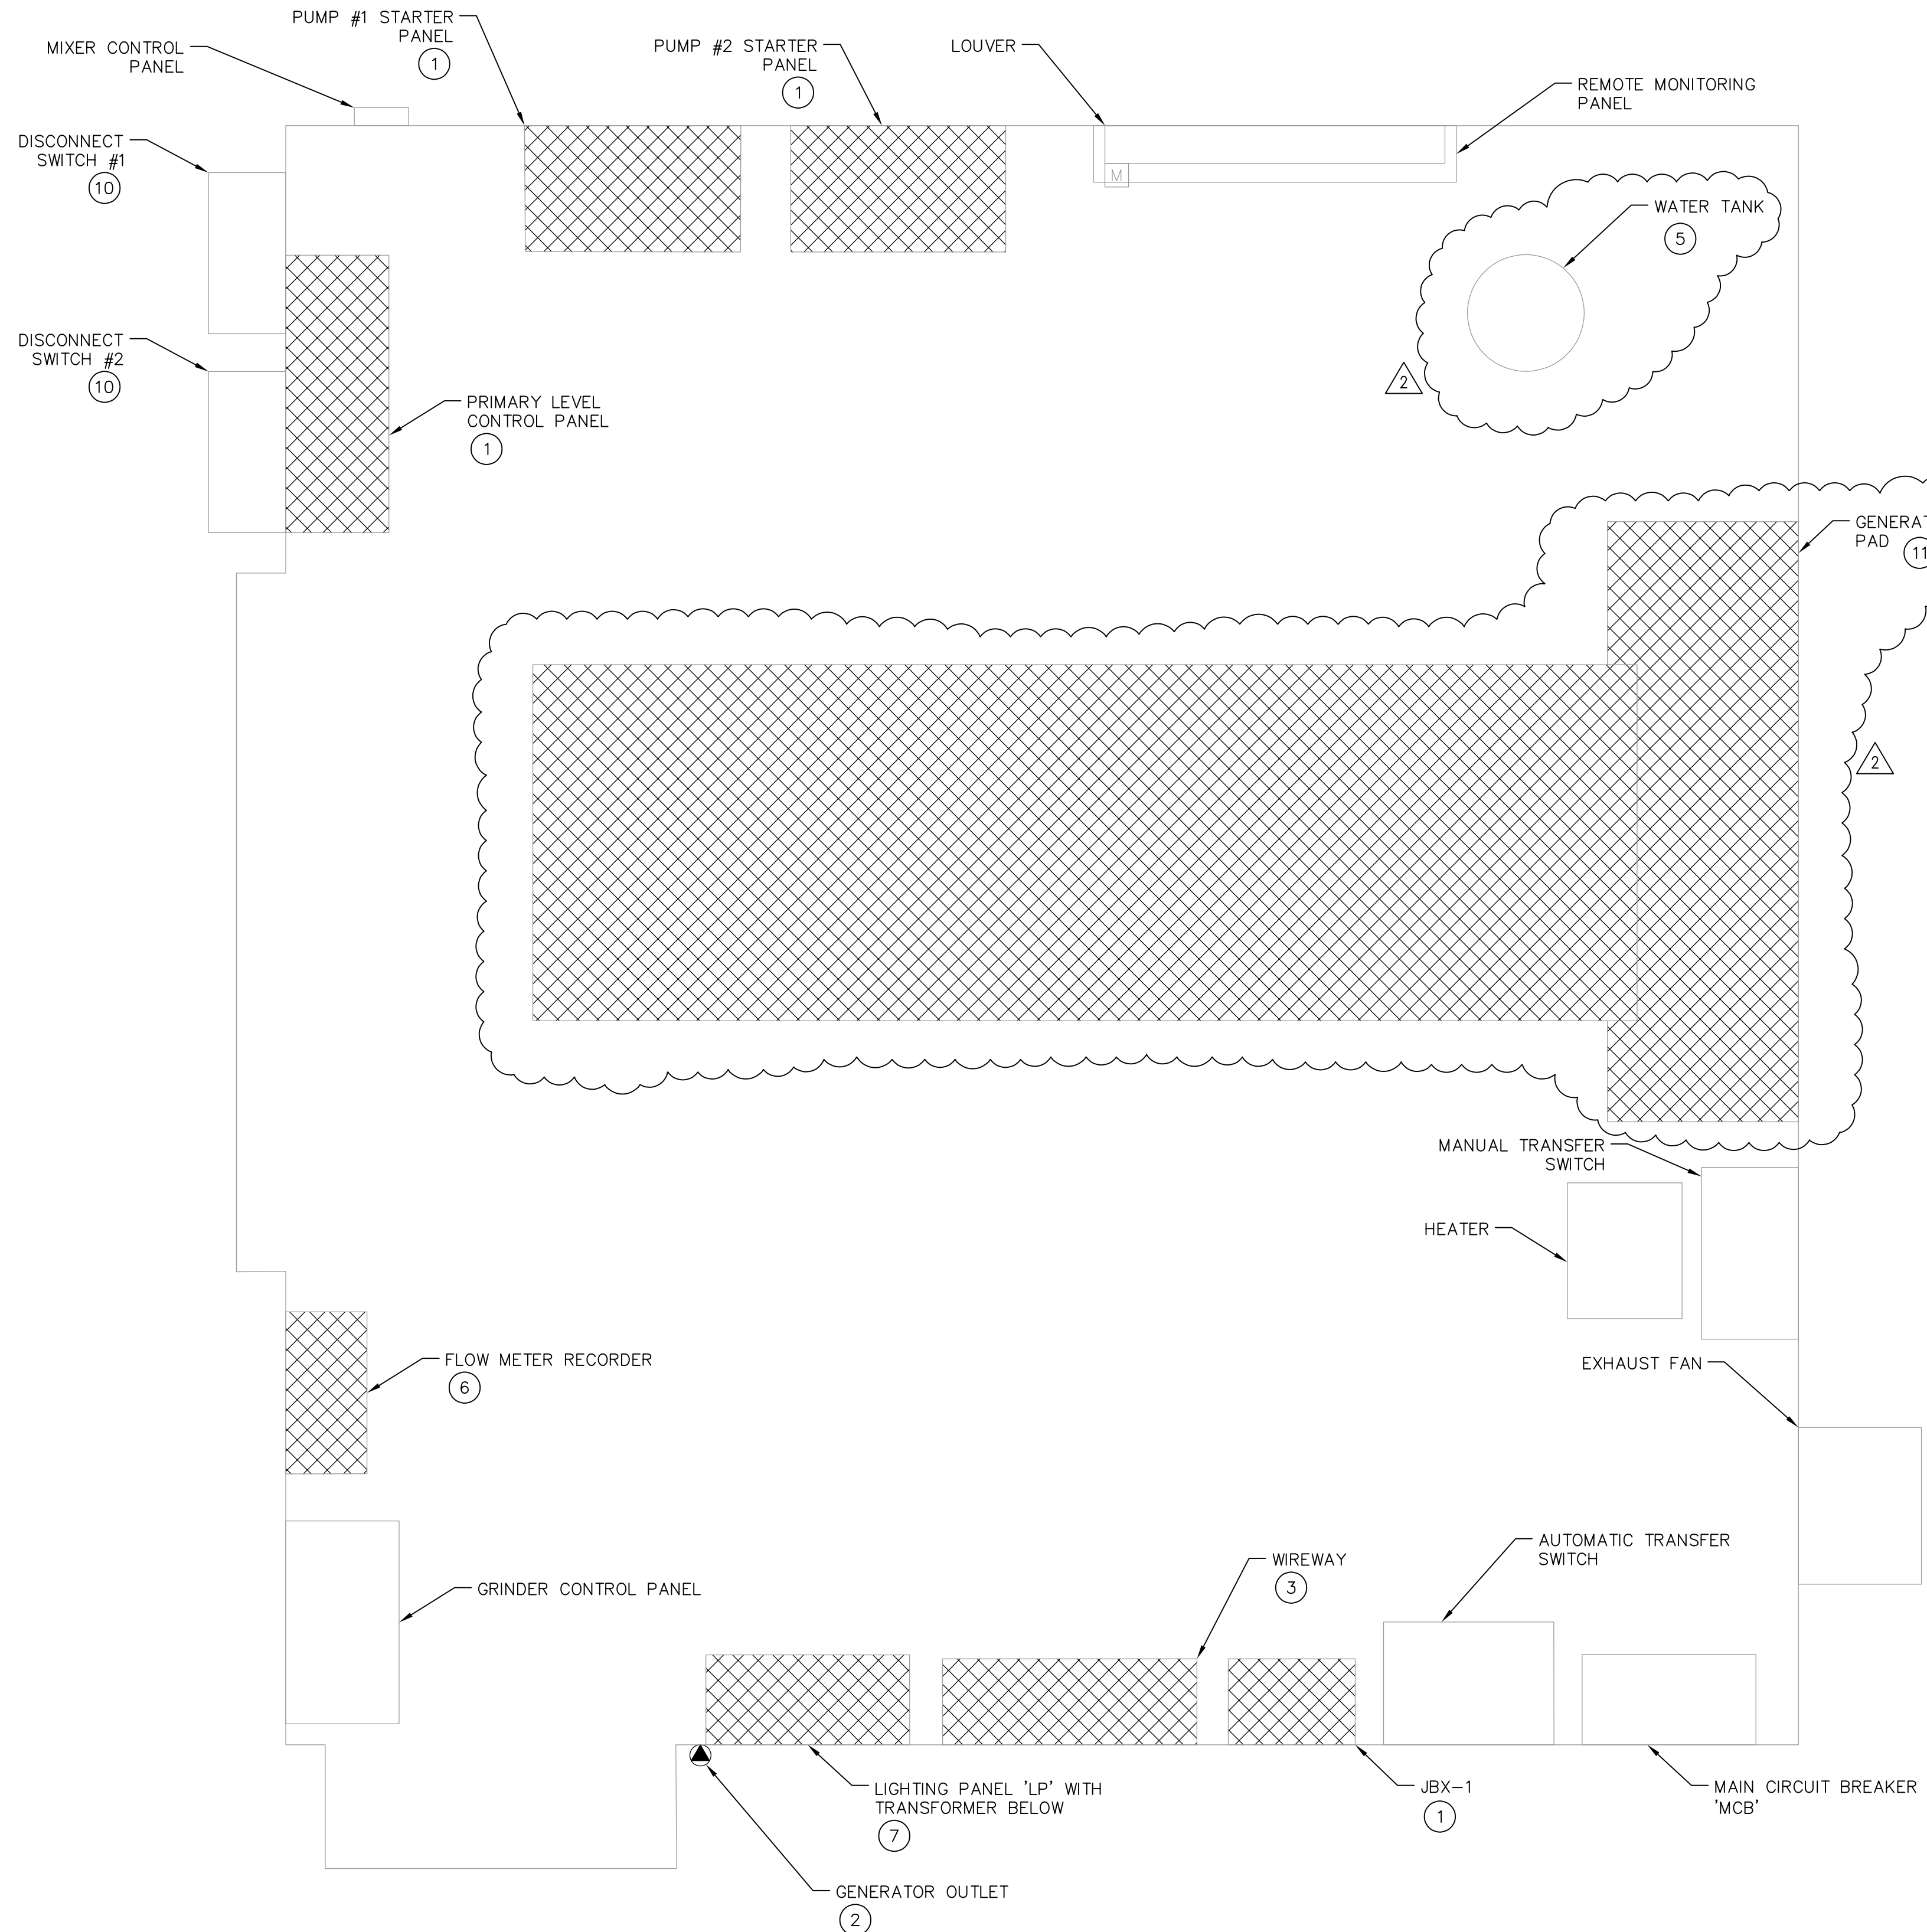 PUMP #1 STARTER
PANEL
1
MIXER CONTROL
PANEL
PUMP #2 STARTER
PANEL
1
LOUVER
REMOTE MONITORING
PANEL
DISCONNECT
SWITCH #1
10
M
WATER TANK
5
DISCONNECT
SWITCH #2
10
2
PRIMARY LEVEL
CONTROL PANEL
1
GENERAT
PAD
11
2
MANUAL TRANSFER
SWITCH
HEATER
FLOW METER RECORDER
6
EXHAUST FAN
AUTOMATIC TRANSFER
SWITCH
WIREWAY
3
GRINDER CONTROL PANEL
LIGHTING PANEL 'LP' WITH
TRANSFORMER BELOW
7
JBX-1
1
MAIN CIRCUIT BREAKER
'MCB'
GENERATOR OUTLET
2